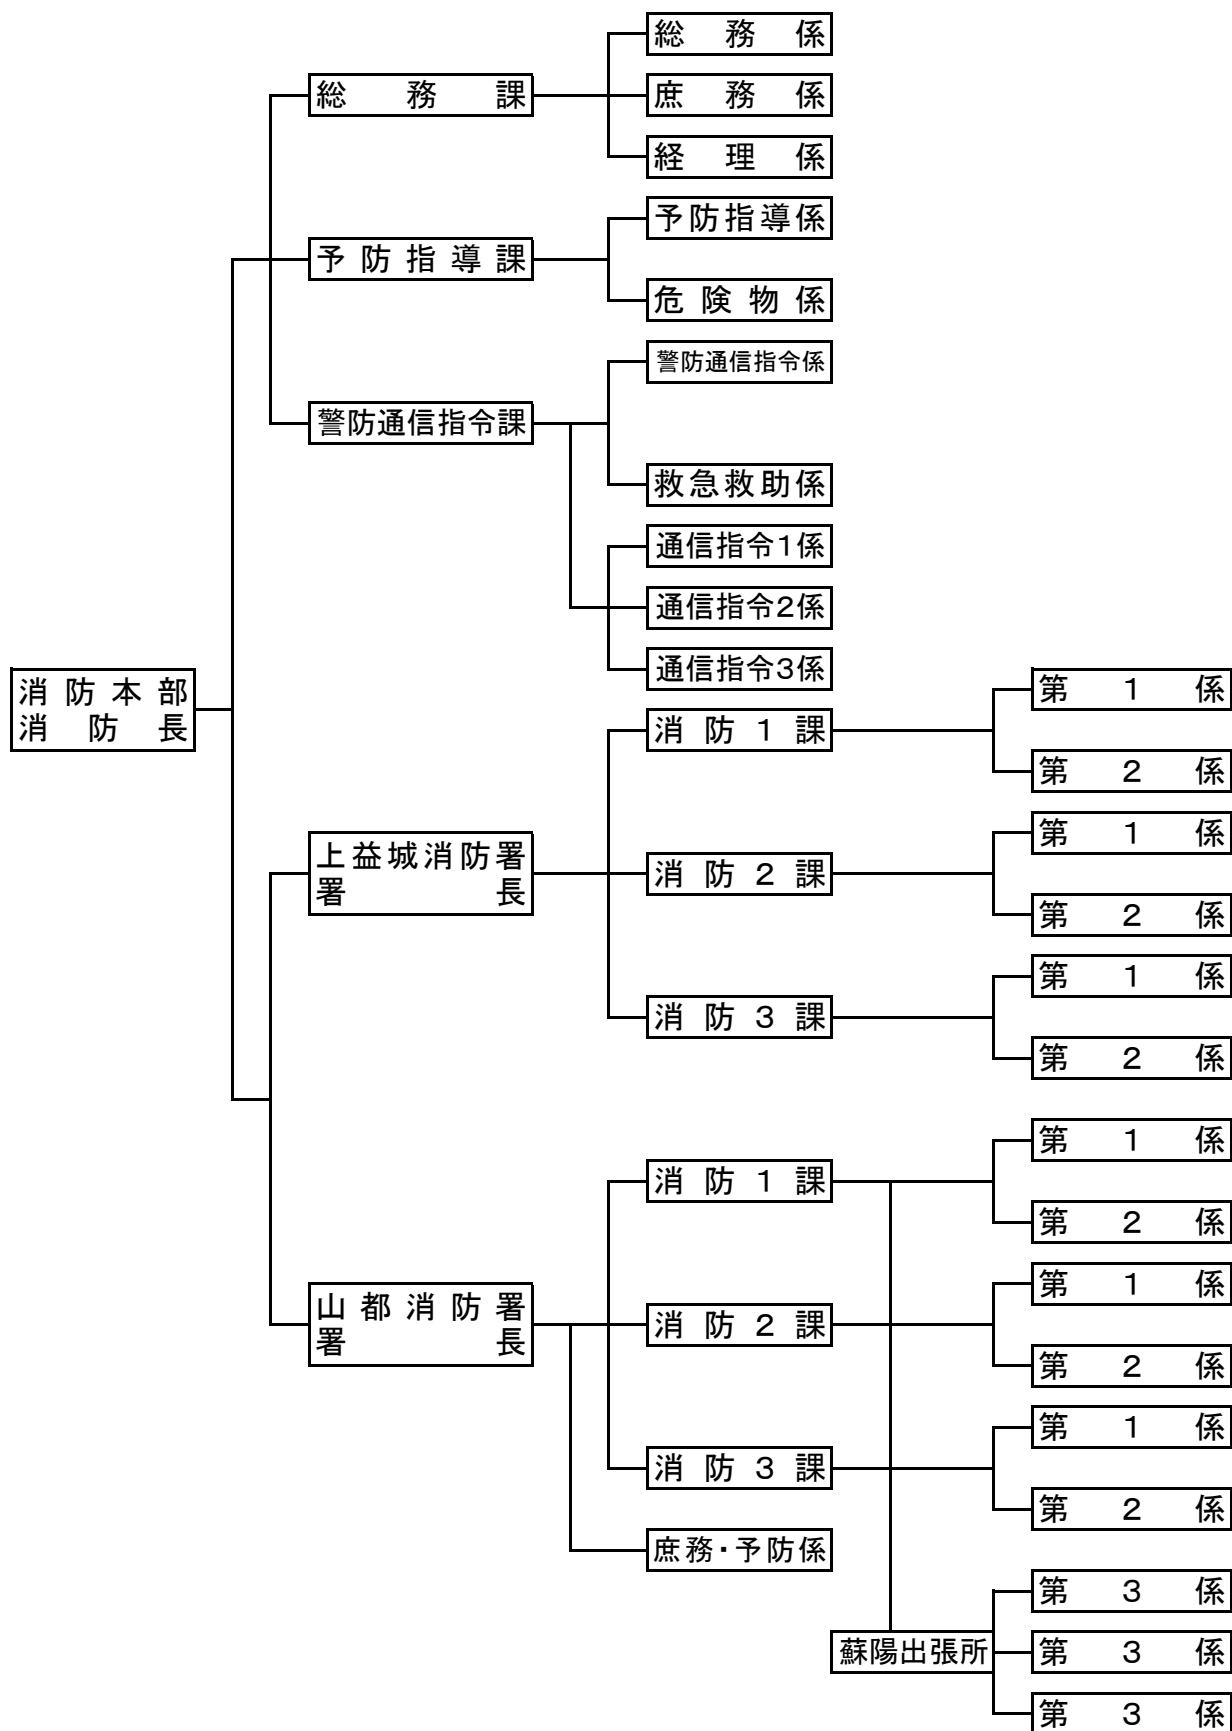 総務係
総務課
庶務係
経理係
予防指導係
予防指導課
危険物係
警防通信指令係
警防通信指令課
救急救助係
通信指令1係
通信指令2係
通信指令3係
消防本部
消防長
消防1課
第1係
第2係
上益城消防署
署長
消防2課
第1係
第2係
消防3課
第1係
第2係
山都消防署
署長
消防1課
第1係
第2係
消防2課
第1係
第2係
消防3課
第1係
第2係
庶務・予防係
蘇陽出張所
第3係
第3係
第3係